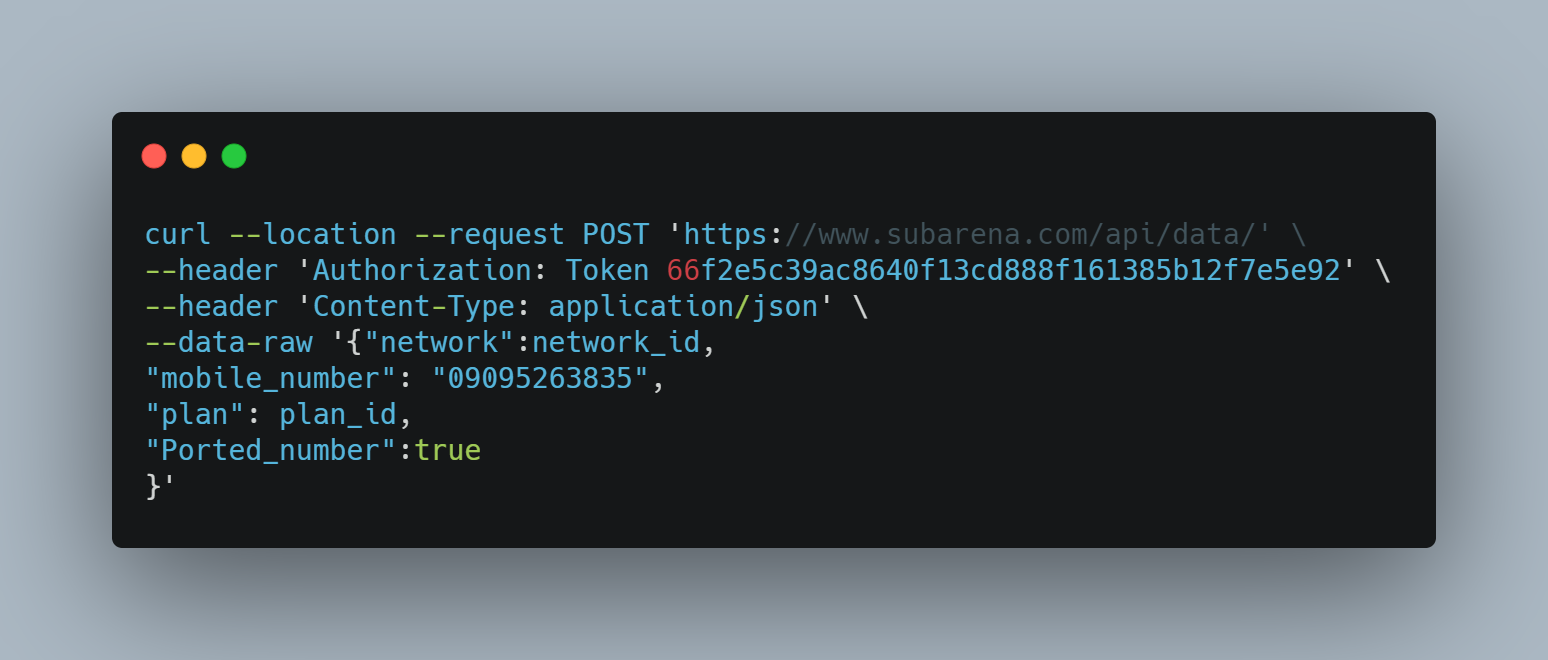 curl --location --request POST 'https://www.subarena.com/api/data/' \
--header 'Authorization: Token 66f2e5c39ac8640f13cd888f161385b12f7e5e92' \
--header 'Content-Type: application/json' \
--data-raw '{"network":network_id,
"mobile_number": "09095263835",
"plan": plan_id,
"Ported_number":true
}'